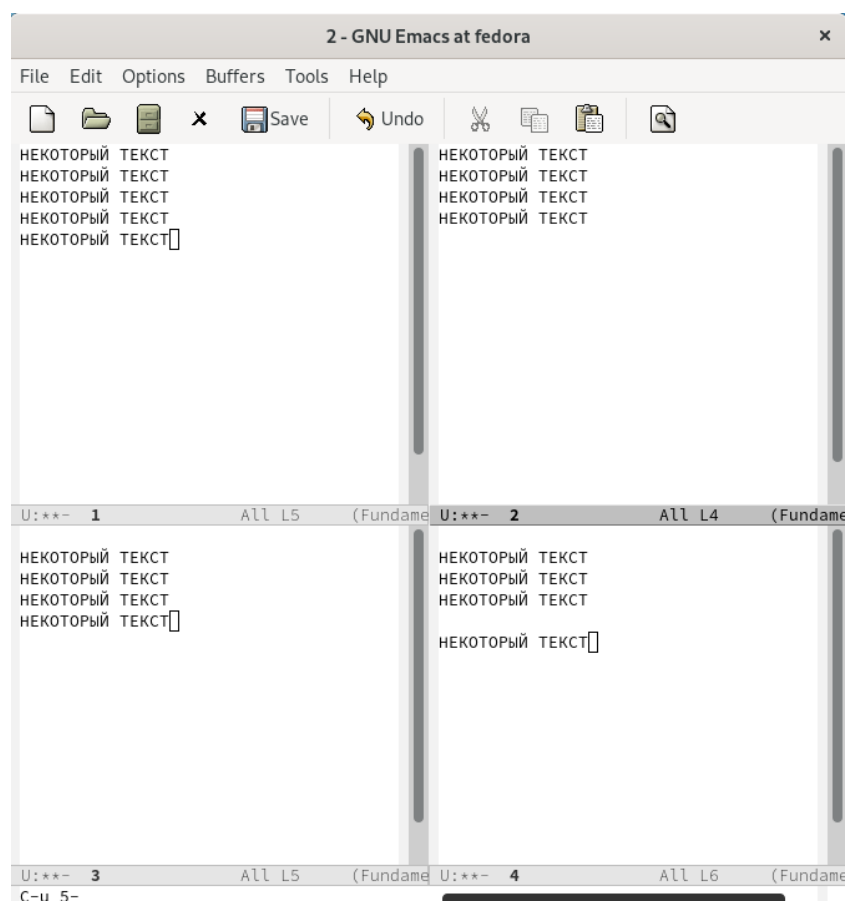 2 - GNU Emacs at fedora ×
File Edit Options Buffers Tools Help
Save Undo
НЕКОТОРЫЙ ТЕКСТ
НЕКОТОРЫЙ ТЕКСТ
НЕКОТОРЫЙ ТЕКСТ
НЕКОТОРЫЙ ТЕКСТ
НЕКОТОРЫЙ ТЕКСТ
U:**- 1 All L5 (Fundame
НЕКОТОРЫЙ ТЕКСТ
НЕКОТОРЫЙ ТЕКСТ
НЕКОТОРЫЙ ТЕКСТ
НЕКОТОРЫЙ ТЕКСТ
U:**- 2 All L4 (Fundame
НЕКОТОРЫЙ ТЕКСТ
НЕКОТОРЫЙ ТЕКСТ
НЕКОТОРЫЙ ТЕКСТ
НЕКОТОРЫЙ ТЕКСТ
U:**- 3 All L5 (Fundame
НЕКОТОРЫЙ ТЕКСТ
НЕКОТОРЫЙ ТЕКСТ
НЕКОТОРЫЙ ТЕКСТ
НЕКОТОРЫЙ ТЕКСТ
U:**- 4 All L6 (Fundame
C-u 5-